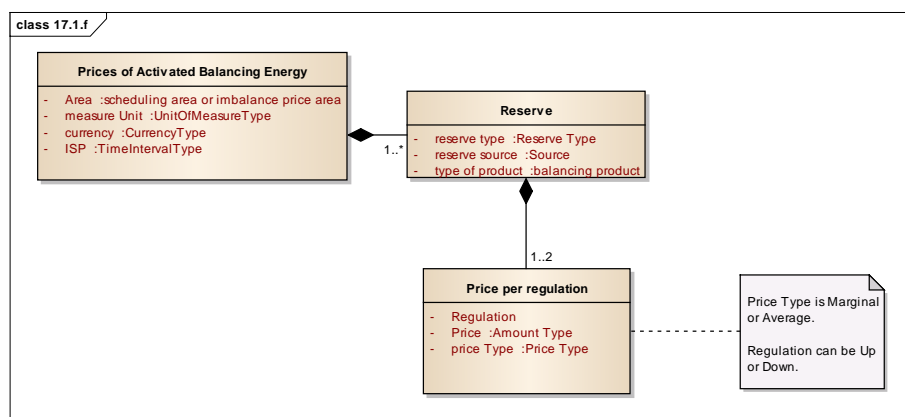 class 17.1.f
Prices of Activated Balancing Energy
- Area :scheduling area or imbalance price area
- measure Unit :UnitOfMeasureType
- currency :CurrencyType
- ISP :TimeIntervalType
1..*
Reserve
- reserve type :Reserve Type
- reserve source :Source
- type of product :balancing product
1..2
Price per regulation
- Regulation
- Price :Amount Type
- price Type :Price Type
Price Type is Marginal
or Average.
Regulation can be Up
or Down.